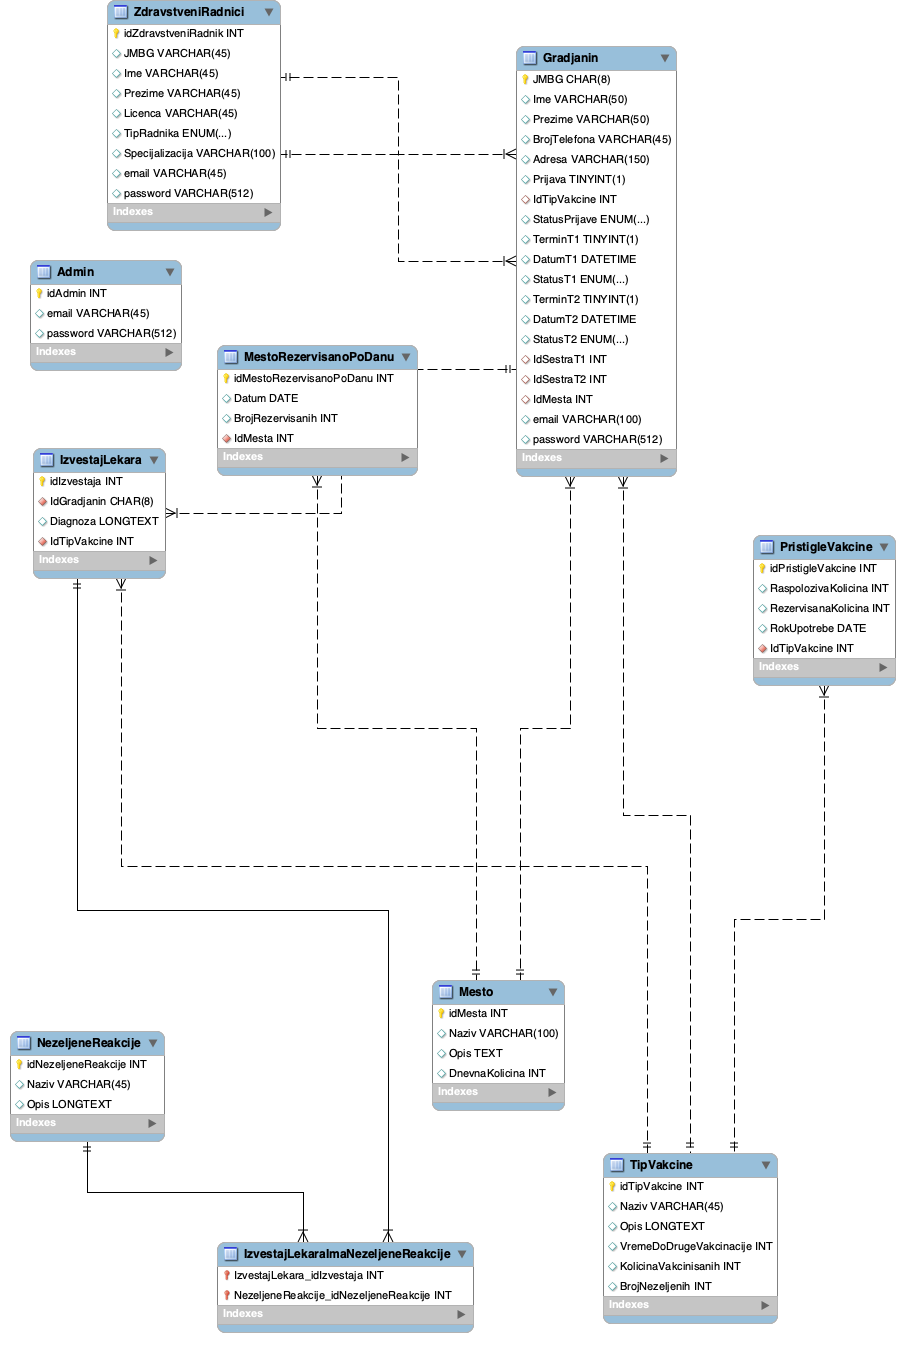 ZdravstveniRadnici
idZdravstveniRadnik INT
JMBG VARCHAR(45)
Ime VARCHAR(45)
Prezime VARCHAR(45)
Licenca VARCHAR(45)
TipRadnika ENUM(...)
Specijalizacija VARCHAR(100)
email VARCHAR(45)
password VARCHAR(512)
Indexes
Gradjanin
JMBG CHAR(8)
Ime VARCHAR(50)
Prezime VARCHAR(50)
BrojTelefona VARCHAR(45)
Adresa VARCHAR(150)
Prijava TINYINT(1)
IdTipVakcine INT
StatusPrijave ENUM(...)
TerminT1 TINYINT(1)
DatumT1 DATETIME
StatusT1 ENUM(...)
TerminT2 TINYINT(1)
DatumT2 DATETIME
StatusT2 ENUM(...)
IdSestraT1 INT
IdSestraT2 INT
IdMesta INT
email VARCHAR(100)
password VARCHAR(512)
Indexes
Admin
idAdmin INT
email VARCHAR(45)
password VARCHAR(512)
Indexes
MestoRezervisanoPoDanu
idMestoRezervisanoPoDanu INT
Datum DATE
BrojRezervisanih INT
IdMesta INT
Indexes
IzvestajLekara
idIzvestaja INT
IdGradjanin CHAR(8)
Diagnoza LONGTEXT
IdTipVakcine INT
Indexes
PristigleVakcine
idPristigleVakcine INT
RaspolozivaKolicina INT
RezervisanaKolicina INT
RokUpotrebe DATE
IdTipVakcine INT
Indexes
Mesto
idMesta INT
Naziv VARCHAR(100)
Opis TEXT
DnevnaKolicina INT
Indexes
NezeljeneReakcije
idNezeljeneReakcije INT
Naziv VARCHAR(45)
Opis LONGTEXT
Indexes
TipVakcine
idTipVakcine INT
Naziv VARCHAR(45)
Opis LONGTEXT
VremeDoDrugeVakcinacije INT
KolicinaVakcinisanih INT
BrojNezeljenih INT
Indexes
IzvestajLekaraImaNezeljeneReakcije
IzvestajLekara_idIzvestaja INT
NezeljeneReakcije_idNezeljeneReakcije INT
Indexes